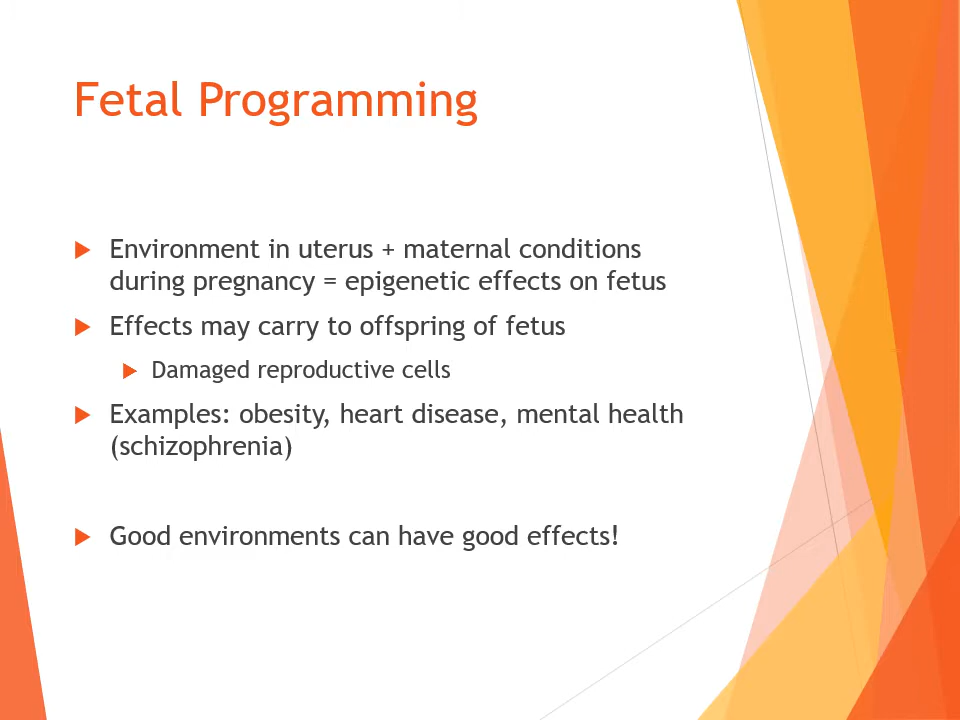 Fetal Programming
Environment in uterus + maternal conditions
during pregnancy = epigenetic effects on fetus
Effects may carry to offspring of fetus
Damaged reproductive cells
Examples: obesity, heart disease, mental health
(schizophrenia)
Good environments can have good effects!